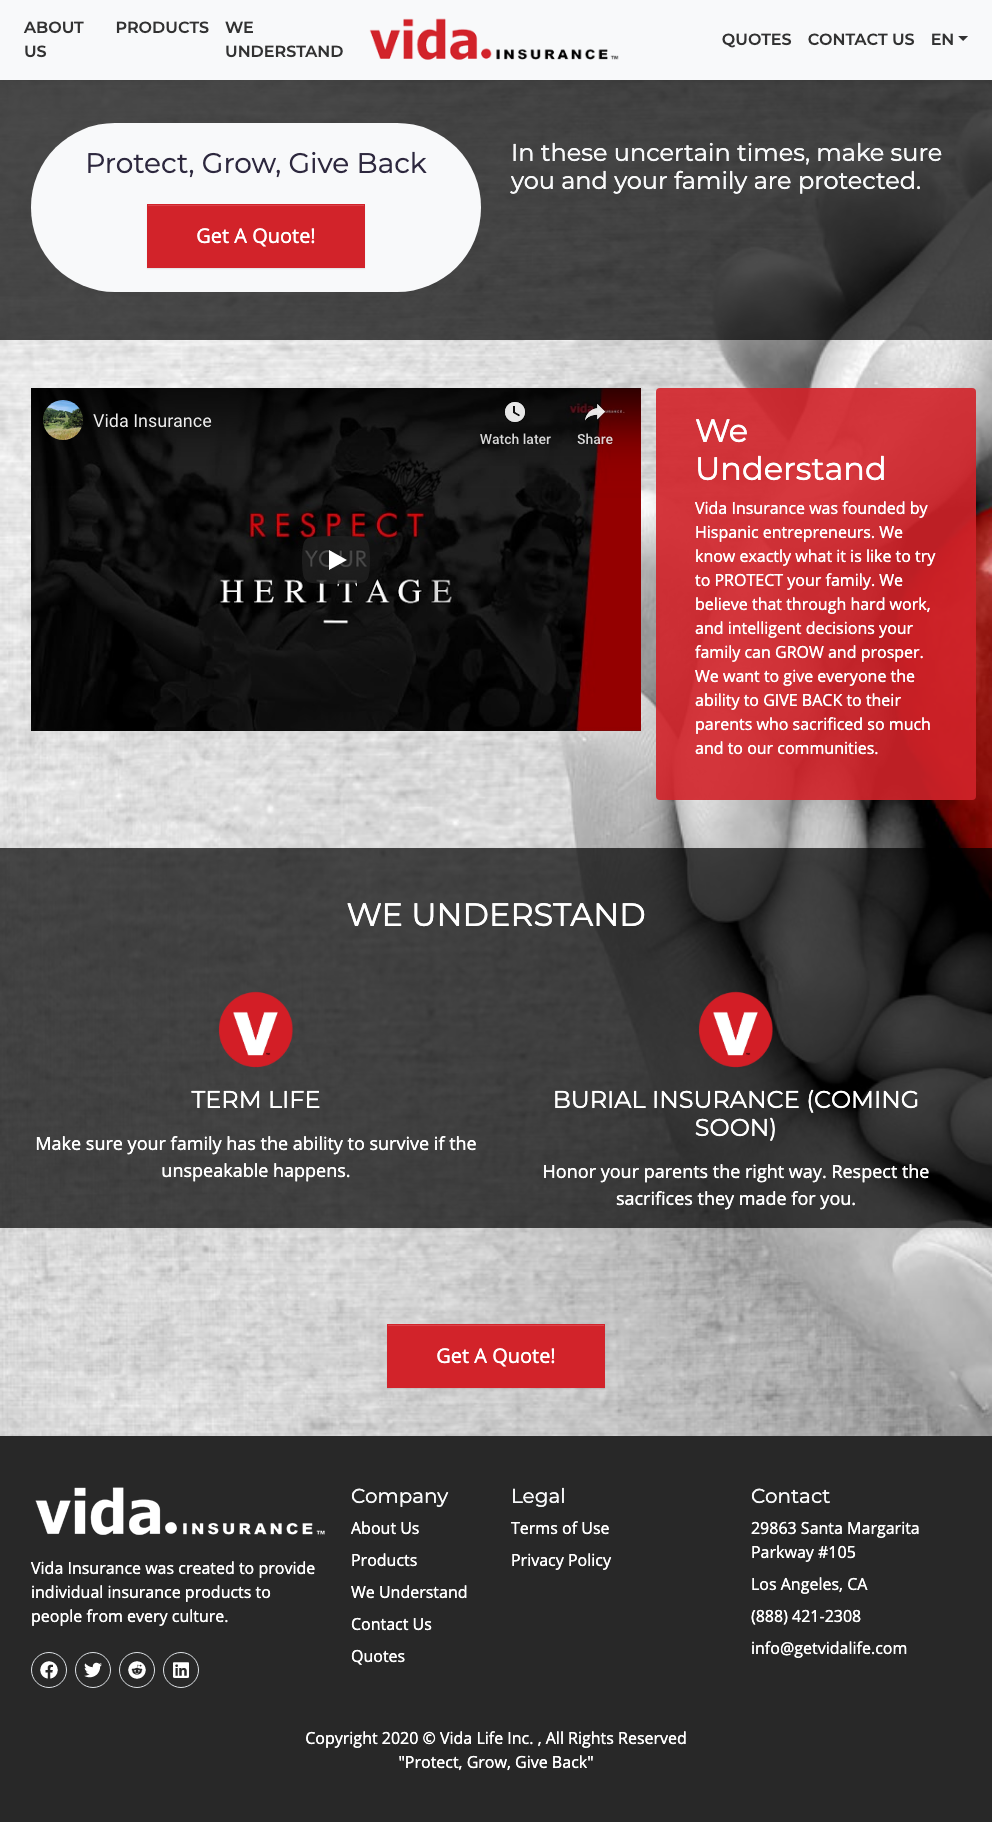 ABOUT US
PRODUCTS
WE UNDERSTAND
vida.INSURANCE™
QUOTES
CONTACT US
EN
Protect, Grow, Give Back
Get A Quote!
In these uncertain times, make sure
you and your family are protected.
Vida Insurance
Watch later
Share
RESPECT
YOUR
HERITAGE
We
Understand
Vida Insurance was founded by
Hispanic entrepreneurs. We
know exactly what it is like to try
to PROTECT your family. We
believe that through hard work,
and intelligent decisions your
family can GROW and prosper.
We want to give everyone the
ability to GIVE BACK to their
parents who sacrificed so much
and to our communities.
WE UNDERSTAND
V
TERM LIFE
Make sure your family has the ability to survive if the
unspeakable happens.
V
BURIAL INSURANCE (COMING
SOON)
Honor your parents the right way. Respect the
sacrifices they made for you.
Get A Quote!
vida.INSURANCE™
Vida Insurance was created to provide
individual insurance products to
people from every culture.
Company
About Us
Products
We Understand
Contact Us
Quotes
Legal
Terms of Use
Privacy Policy
Contact
29863 Santa Margarita
Parkway #105
Los Angeles, CA
(888) 421-2308
info@getvidalife.com
Copyright 2020 © Vida Life Inc. , All Rights Reserved
"Protect, Grow, Give Back"